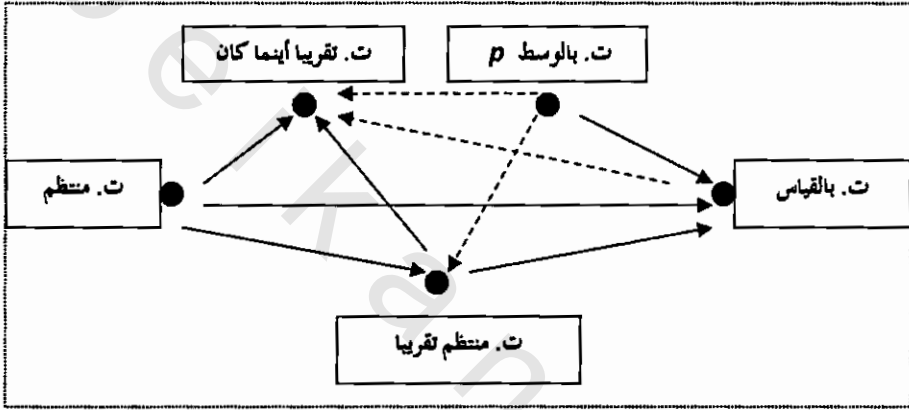 ت. بالوسط p
ت. تقريبا أينما كان
ت. بالقياس
ت. منتظم
ت. منتظم تقريبا